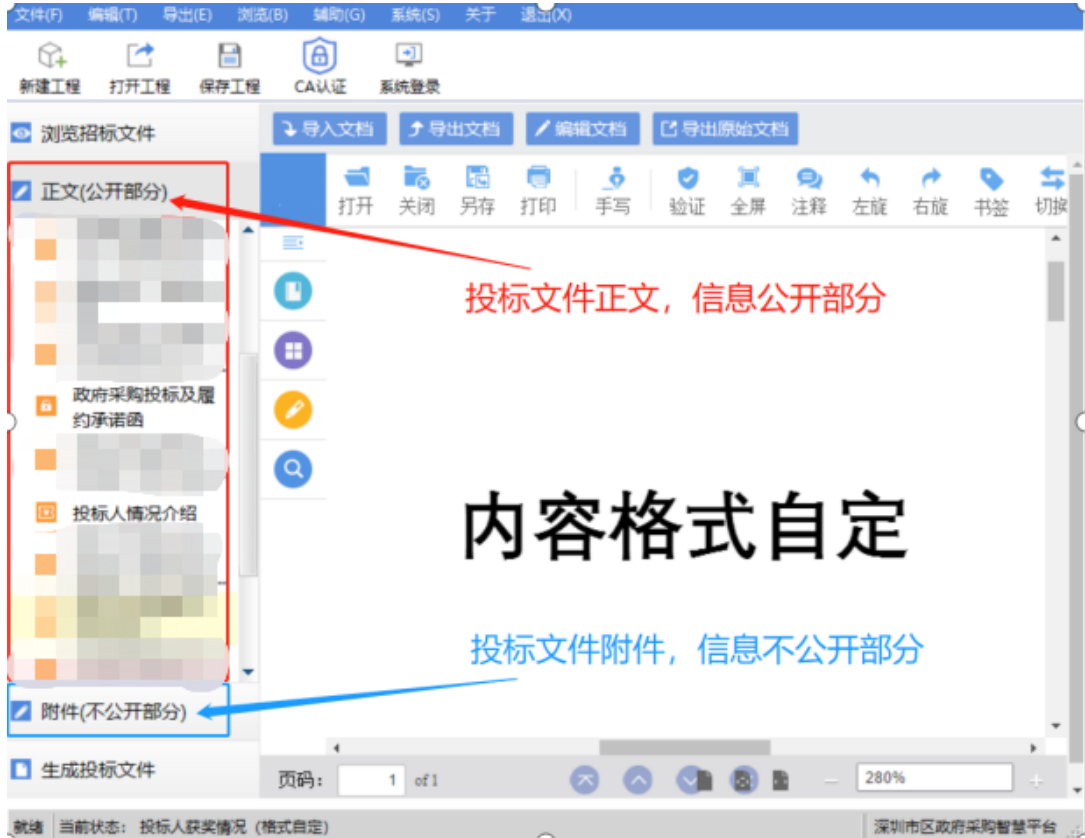 文件(F) 编辑(T) 导出(E) 浏览(B) 辅助(G) 系统(S) 关于 退出(X)
新建工程 打开工程 保存工程 CA认证 系统登录
浏览招标文件
导入文档 导出文档 编辑文档 导出原始文档
正文(公开部分)
打开 关闭 另存 打印 手写 验证 全屏 注释 左旋 右旋 书签 切换
投标文件正文，信息公开部分
政府采购投标及履
约承诺函
投标人情况介绍
内容格式自定
投标文件附件，信息不公开部分
附件(不公开部分)
生成投标文件
页码： 1 of 1 280%
就绪 当前状态： 投标人获奖情况（格式自定） 深圳市区政府采购智慧平台